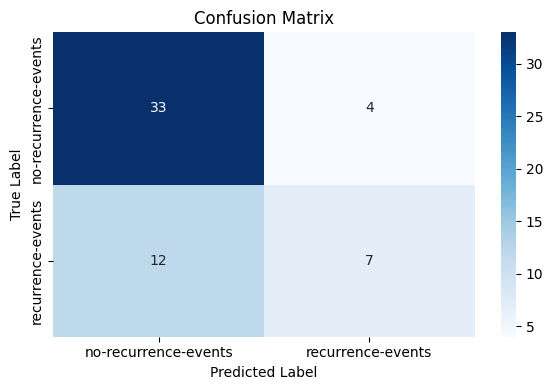 Confusion Matrix
True Label
no-recurrence-events
33
4
recurrence-events
12
7
no-recurrence-events
recurrence-events
Predicted Label
30
25
20
15
10
5